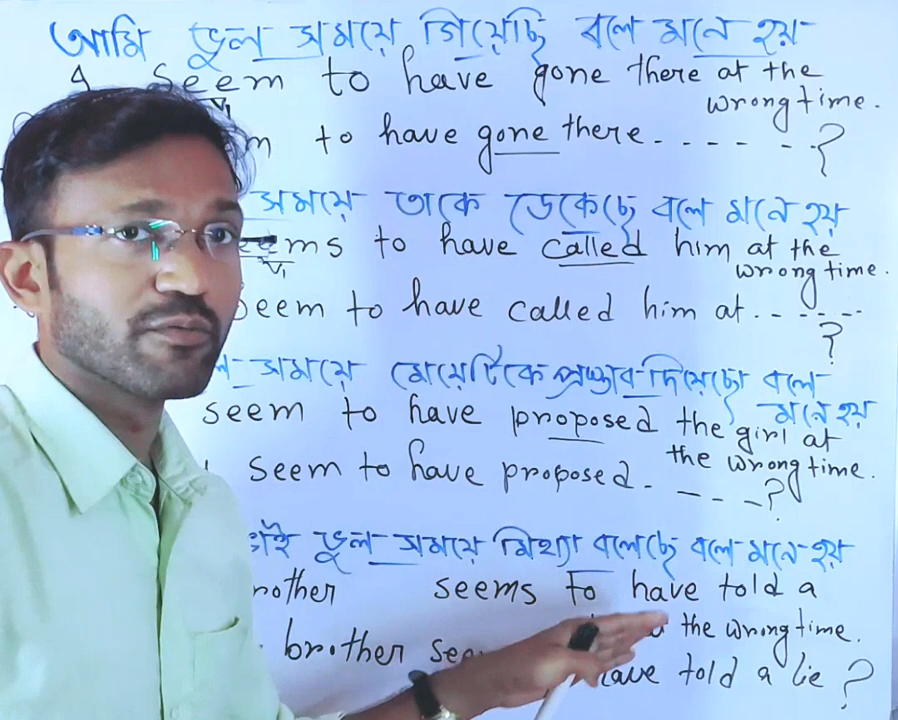 আমি ভুল সময়ে গিয়েছি বলে মনে হয়
I seem to have gone there at the
V1 wrong time.
to have gone there. - - - - - - ?
সময়ে তাকে ডেকেছে বলে মনে হয়
seems to have called him at the
V1 wrong time.
seem to have called him at - - - - - - ?
সময়ে মেয়েটিকে প্রস্তাব দিয়েছো বলে
মনে হয়
seem to have proposed the girl at
the wrong time.
seem to have proposed. - - - - ?
ভাই ভুল সময়ে মিথ্যা বলেছে বলে মনে হয়
brother seems to have told a
the wrong time.
brother
have told a lie ?